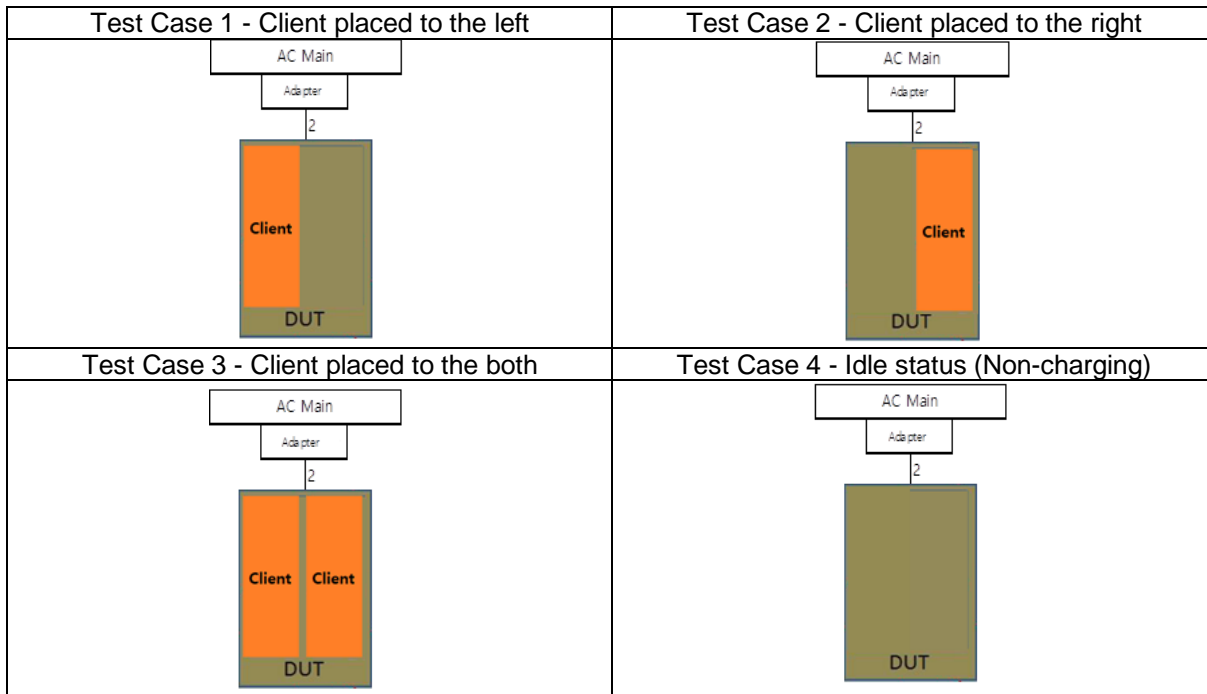 Test Case 1 - Client placed to the left
AC Main
Adapter
2
Client
DUT
Test Case 2 - Client placed to the right
AC Main
Adapter
2
Client
DUT
Test Case 3 - Client placed to the both
AC Main
Adapter
2
Client Client
DUT
Test Case 4 - Idle status (Non-charging)
AC Main
Adapter
2
DUT